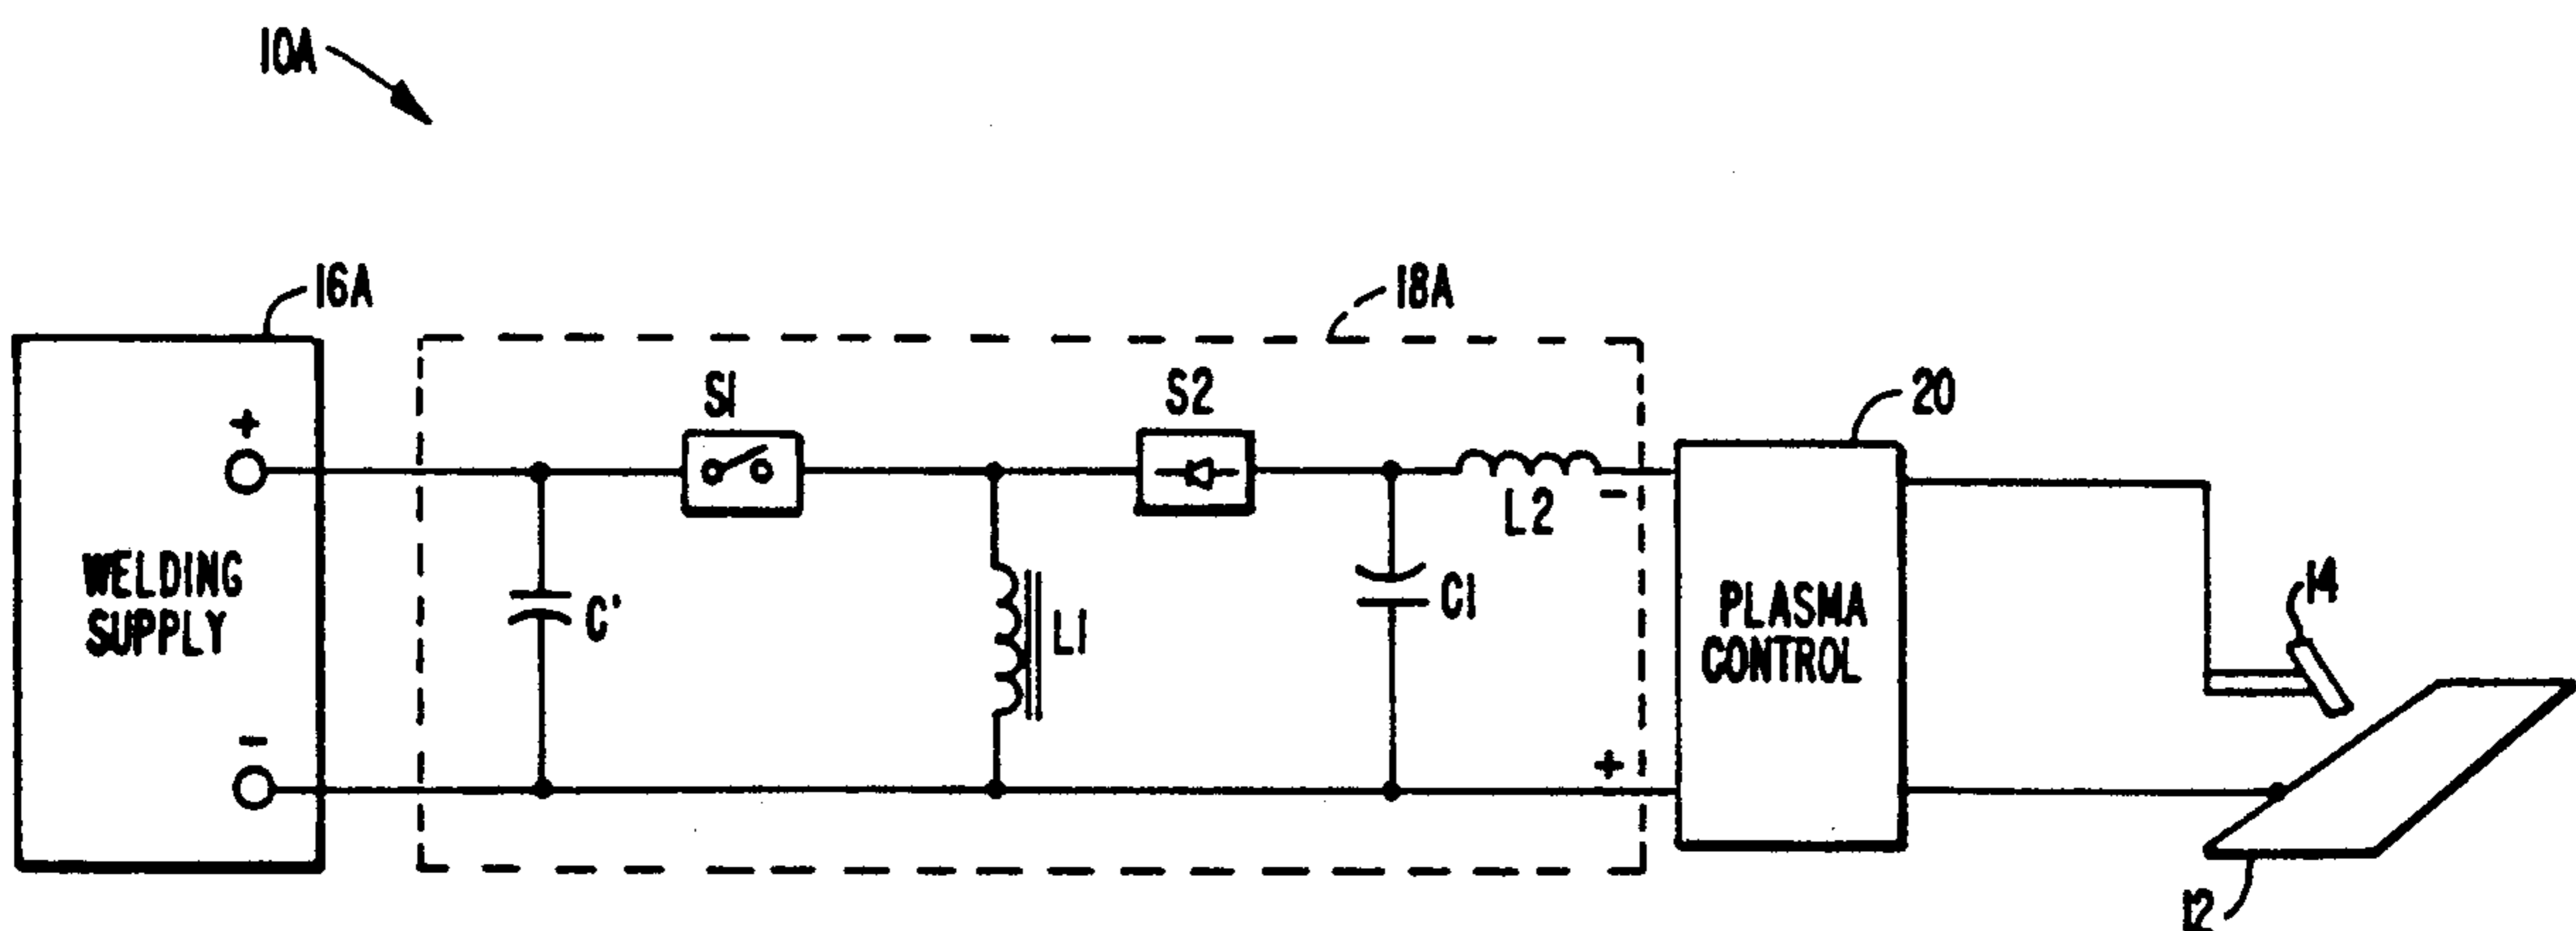 10A
16A
18A
S1
S2
20
+
-
L2
WELDING
SUPPLY
C'
L1
C1
PLASMA
CONTROL
14
-
+
12